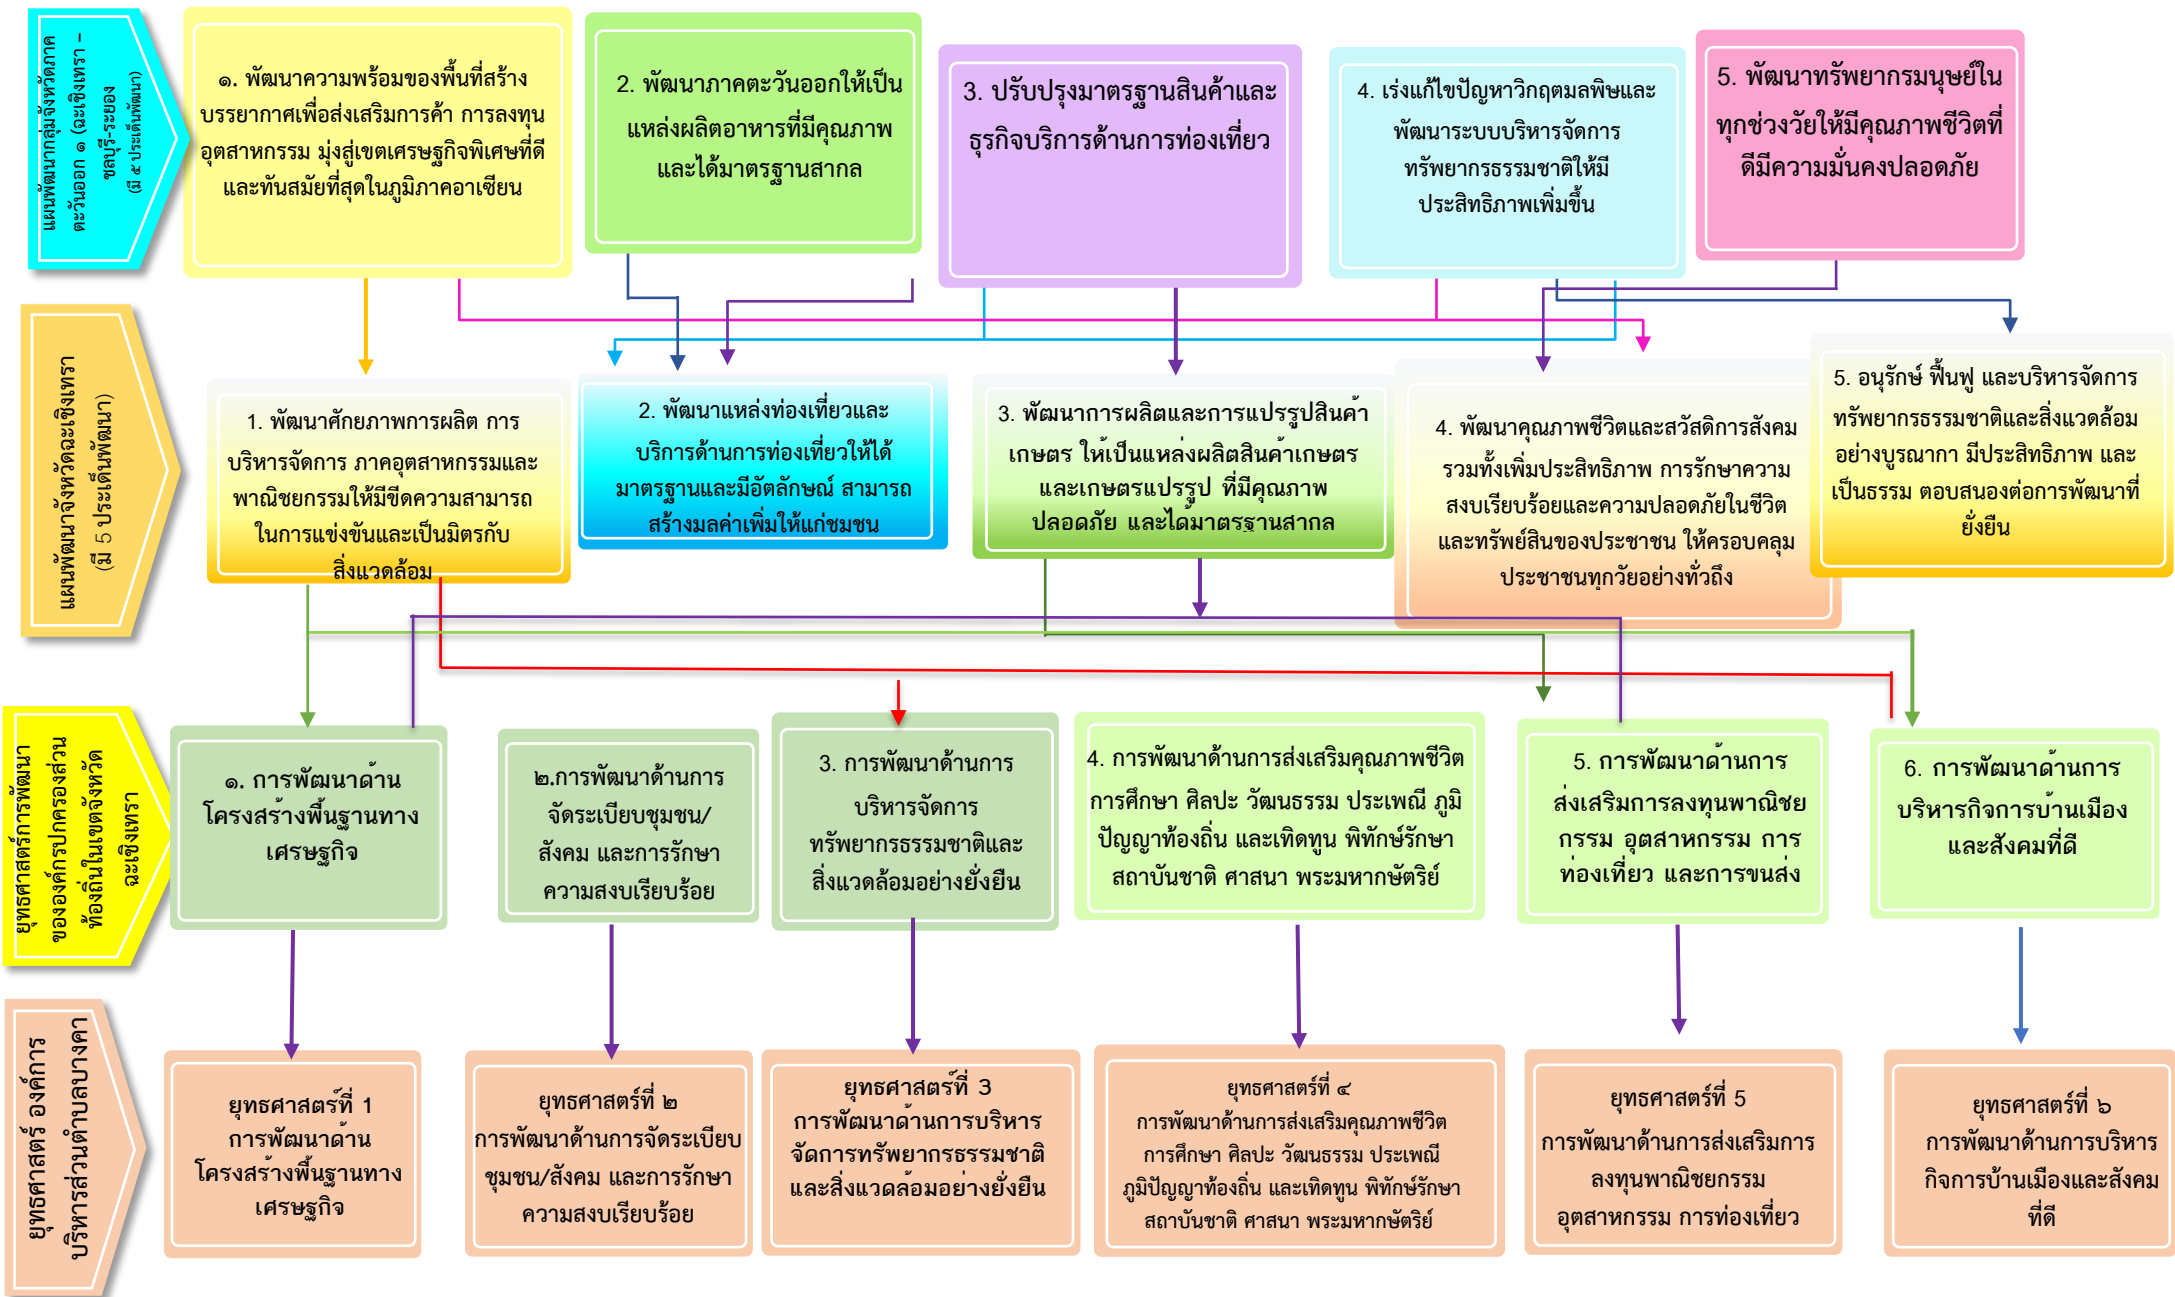 แผนพัฒนากลุ่มจังหวัดภาค
ตะวันออก ๑ (ฉะเชิงเทรา –
ชลบุรี-ระยอง
(มี ๕ ประเด็นพัฒนา)
๑. พัฒนาความพร้อมของพื้นที่สร้าง
บรรยากาศเพื่อส่งเสริมการค้า การลงทุน
อุตสาหกรรม มุ่งสู่เขตเศรษฐกิจพิเศษที่ดี
และทันสมัยที่สุดในภูมิภาคอาเซียน
2. พัฒนาภาคตะวันออกให้เป็น
แหล่งผลิตอาหารที่มีคุณภาพ
และได้มาตรฐานสากล
3. ปรับปรุงมาตรฐานสินค้าและ
ธุรกิจบริการด้านการท่องเที่ยว
4. เร่งแก้ไขปัญหาวิกฤตมลพิษและ
พัฒนาระบบบริหารจัดการ
ทรัพยากรธรรมชาติให้มี
ประสิทธิภาพเพิ่มขึ้น
5. พัฒนาทรัพยากรมนุษย์ใน
ทุกช่วงวัยให้มีคุณภาพชีวิตที่
ดีมีความมั่นคงปลอดภัย
แผนพัฒนาจังหวัดฉะเชิงเทรา
(มี 5 ประเด็นพัฒนา)
1. พัฒนาศักยภาพการผลิต การ
บริหารจัดการ ภาคอุตสาหกรรมและ
พาณิชยกรรมให้มีขีดความสามารถ
ในการแข่งขันและเป็นมิตรกับ
สิ่งแวดล้อม
2. พัฒนาแหล่งท่องเที่ยวและ
บริการด้านการท่องเที่ยวให้ได้
มาตรฐานและมีอัตลักษณ์ สามารถ
สร้างมลค่าเพิ่มให้แก่ชมชน
3. พัฒนาการผลิตและการแปรรูปสินค้า
เกษตร ให้เป็นแหล่งผลิตสินค้าเกษตร
และเกษตรแปรรูป ที่มีคุณภาพ
ปลอดภัย และได้มาตรฐานสากล
4. พัฒนาคุณภาพชีวิตและสวัสดิการสังคม
รวมทั้งเพิ่มประสิทธิภาพ การรักษาความ
สงบเรียบร้อยและความปลอดภัยในชีวิต
และทรัพย์สินของประชาชน ให้ครอบคลุม
ประชาชนทุกวัยอย่างทั่วถึง
5. อนุรักษ์ ฟื้นฟู และบริหารจัดการ
ทรัพยากรธรรมชาติและสิ่งแวดล้อม
อย่างบูรณากา มีประสิทธิภาพ และ
เป็นธรรม ตอบสนองต่อการพัฒนาที่
ยั่งยืน
ยุทธศาสตร์การพัฒนา
ขององค์กรปกครองส่วน
ท้องถิ่นในเขตจังหวัด
ฉะเชิงเทรา
๑. การพัฒนาด้าน
โครงสร้างพื้นฐานทาง
เศรษฐกิจ
๒.การพัฒนาด้านการ
จัดระเบียบชุมชน/
สังคม และการรักษา
ความสงบเรียบร้อย
3. การพัฒนาด้านการ
บริหารจัดการ
ทรัพยากรธรรมชาติและ
สิ่งแวดล้อมอย่างยั่งยืน
4. การพัฒนาด้านการส่งเสริมคุณภาพชีวิต
การศึกษา ศิลปะ วัฒนธรรม ประเพณี ภูมิ
ปัญญาท้องถิ่น และเทิดทูน พิทักษ์รักษา
สถาบันชาติ ศาสนา พระมหากษัตริย์
5. การพัฒนาด้านการ
ส่งเสริมการลงทุนพาณิชย
กรรม อุตสาหกรรม การ
ท่องเที่ยว และการขนส่ง
6. การพัฒนาด้านการ
บริหารกิจการบ้านเมือง
และสังคมที่ดี
ยุทธศาสตร์ องค์การ
บริหารส่วนตำบลบางคา
ยุทธศาสตร์ที่ 1
การพัฒนาด้าน
โครงสร้างพื้นฐานทาง
เศรษฐกิจ
ยุทธศาสตร์ที่ ๒
การพัฒนาด้านการจัดระเบียบ
ชุมชน/สังคม และการรักษา
ความสงบเรียบร้อย
ยุทธศาสตร์ที่ 3
การพัฒนาด้านการบริหาร
จัดการทรัพยากรธรรมชาติ
และสิ่งแวดล้อมอย่างยั่งยืน
ยุทธศาสตร์ที่ ๔
การพัฒนาด้านการส่งเสริมคุณภาพชีวิต
การศึกษา ศิลปะ วัฒนธรรม ประเพณี
ภูมิปัญญาท้องถิ่น และเทิดทูน พิทักษ์รักษา
สถาบันชาติ ศาสนา พระมหากษัตริย์
ยุทธศาสตร์ที่ 5
การพัฒนาด้านการส่งเสริมการ
ลงทุนพาณิชยกรรม
อุตสาหกรรม การท่องเที่ยว
ยุทธศาสตร์ที่ ๖
การพัฒนาด้านการบริหาร
กิจการบ้านเมืองและสังคม
ที่ดี